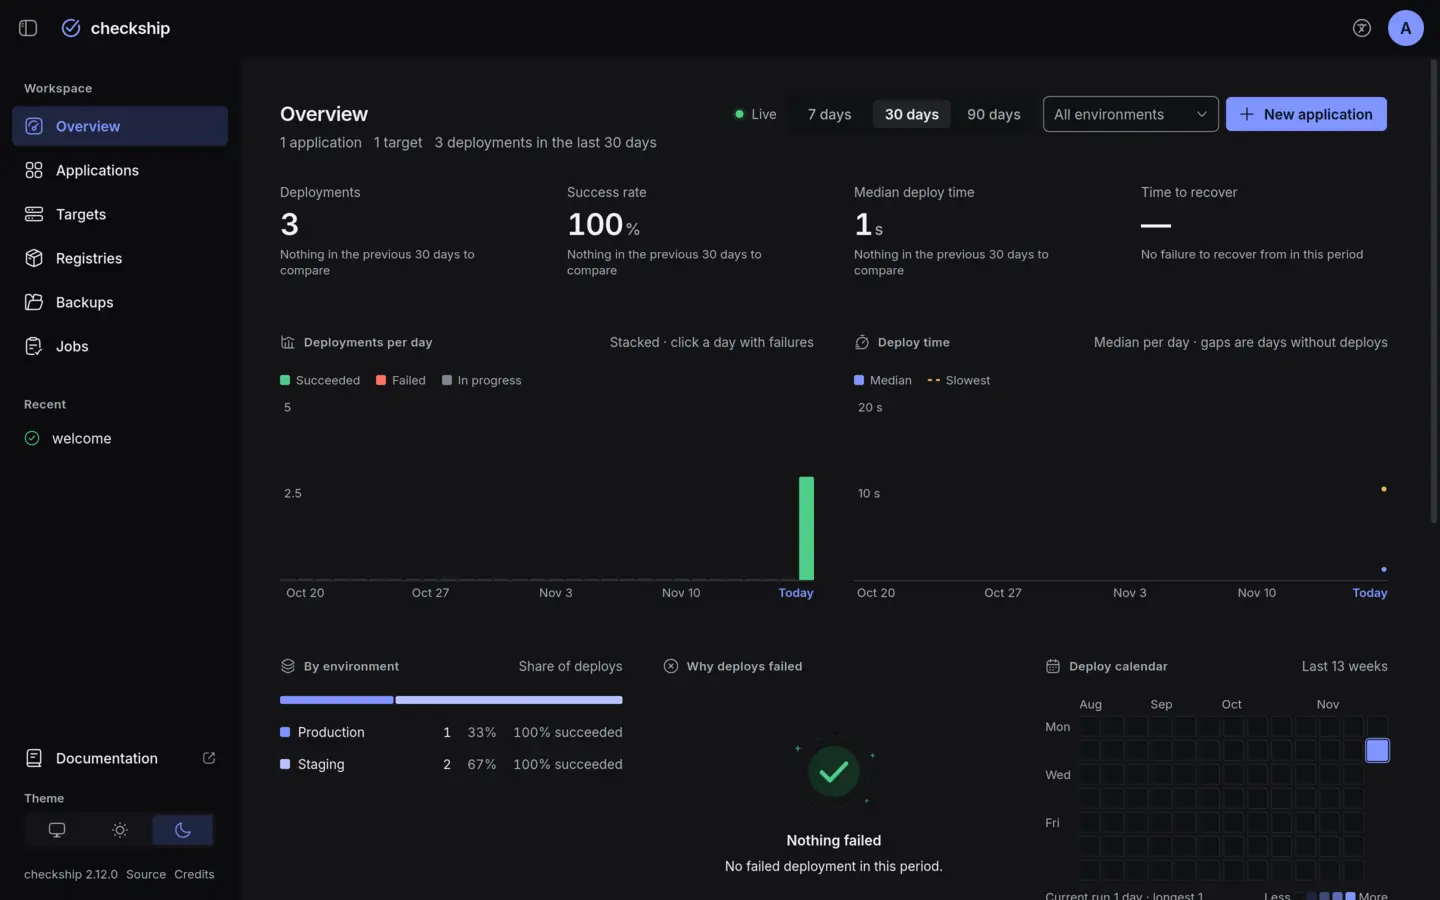 checkship
A
Workspace
Overview
Applications
Targets
Registries
Backups
Jobs
Recent
welcome
Documentation
Theme
checkship 2.12.0 Source Credits
Overview
1 application 1 target 3 deployments in the last 30 days
Live
7 days
30 days
90 days
All environments
New application
Deployments
3
Nothing in the previous 30 days to
compare
Success rate
100%
Nothing in the previous 30 days to
compare
Median deploy time
1 s
Nothing in the previous 30 days to
compare
Time to recover
—
No failure to recover from in this period
Deployments per day
Stacked · click a day with failures
Succeeded Failed In progress
5
2.5
Oct 20 Oct 27 Nov 3 Nov 10 Today
Deploy time
Median per day · gaps are days without deploys
Median Slowest
20 s
10 s
Oct 20 Oct 27 Nov 3 Nov 10 Today
By environment
Share of deploys
Production 1 33% 100% succeeded
Staging 2 67% 100% succeeded
Why deploys failed
Nothing failed
No failed deployment in this period.
Deploy calendar
Last 13 weeks
Aug Sep Oct Nov
Mon
Wed
Fri
Current run 1 day · longest 1
Less More